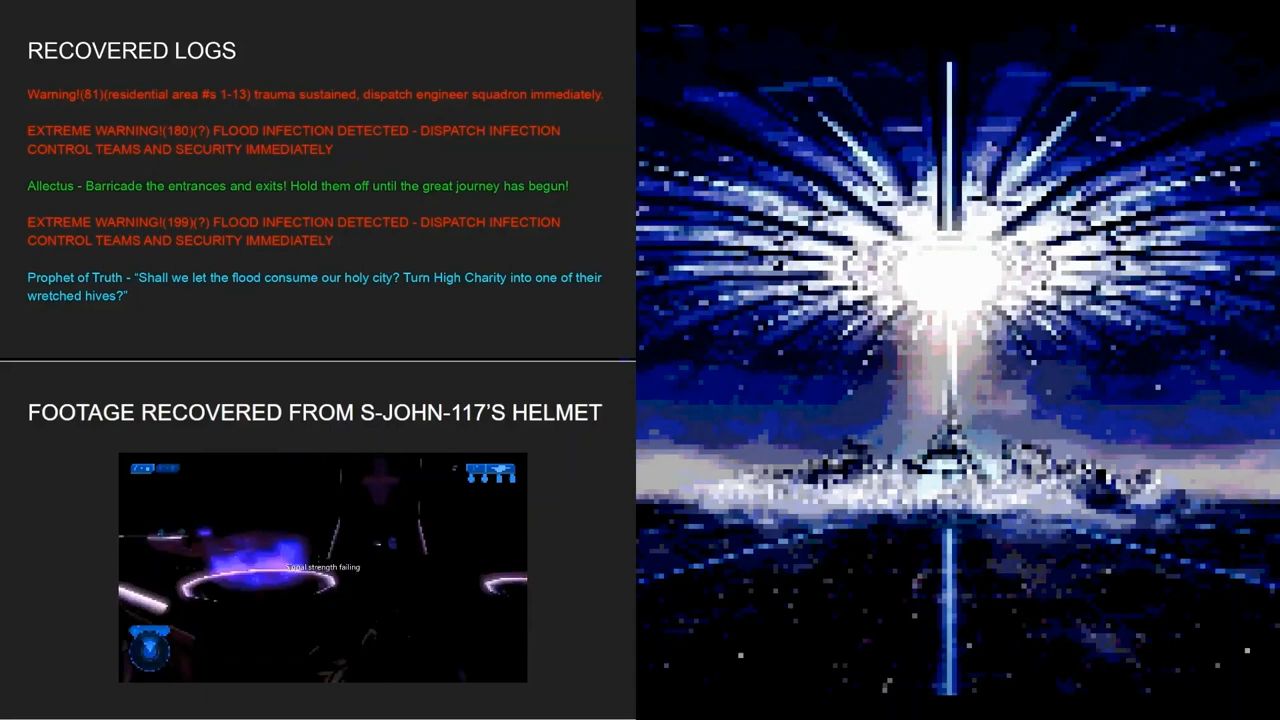 RECOVERED LOGS
Warning!(81)(residential area #s 1-13) trauma sustained, dispatch engineer squadron immediately.
EXTREME WARNING!(180)(?) FLOOD INFECTION DETECTED - DISPATCH INFECTION
CONTROL TEAMS AND SECURITY IMMEDIATELY
Allectus - Barricade the entrances and exits! Hold them off until the great journey has begun!
EXTREME WARNING!(199)(?) FLOOD INFECTION DETECTED - DISPATCH INFECTION
CONTROL TEAMS AND SECURITY IMMEDIATELY
Prophet of Truth - “Shall we let the flood consume our holy city? Turn High Charity into one of their
wretched hives?”
FOOTAGE RECOVERED FROM S-JOHN-117’S HELMET
Signal strength failing